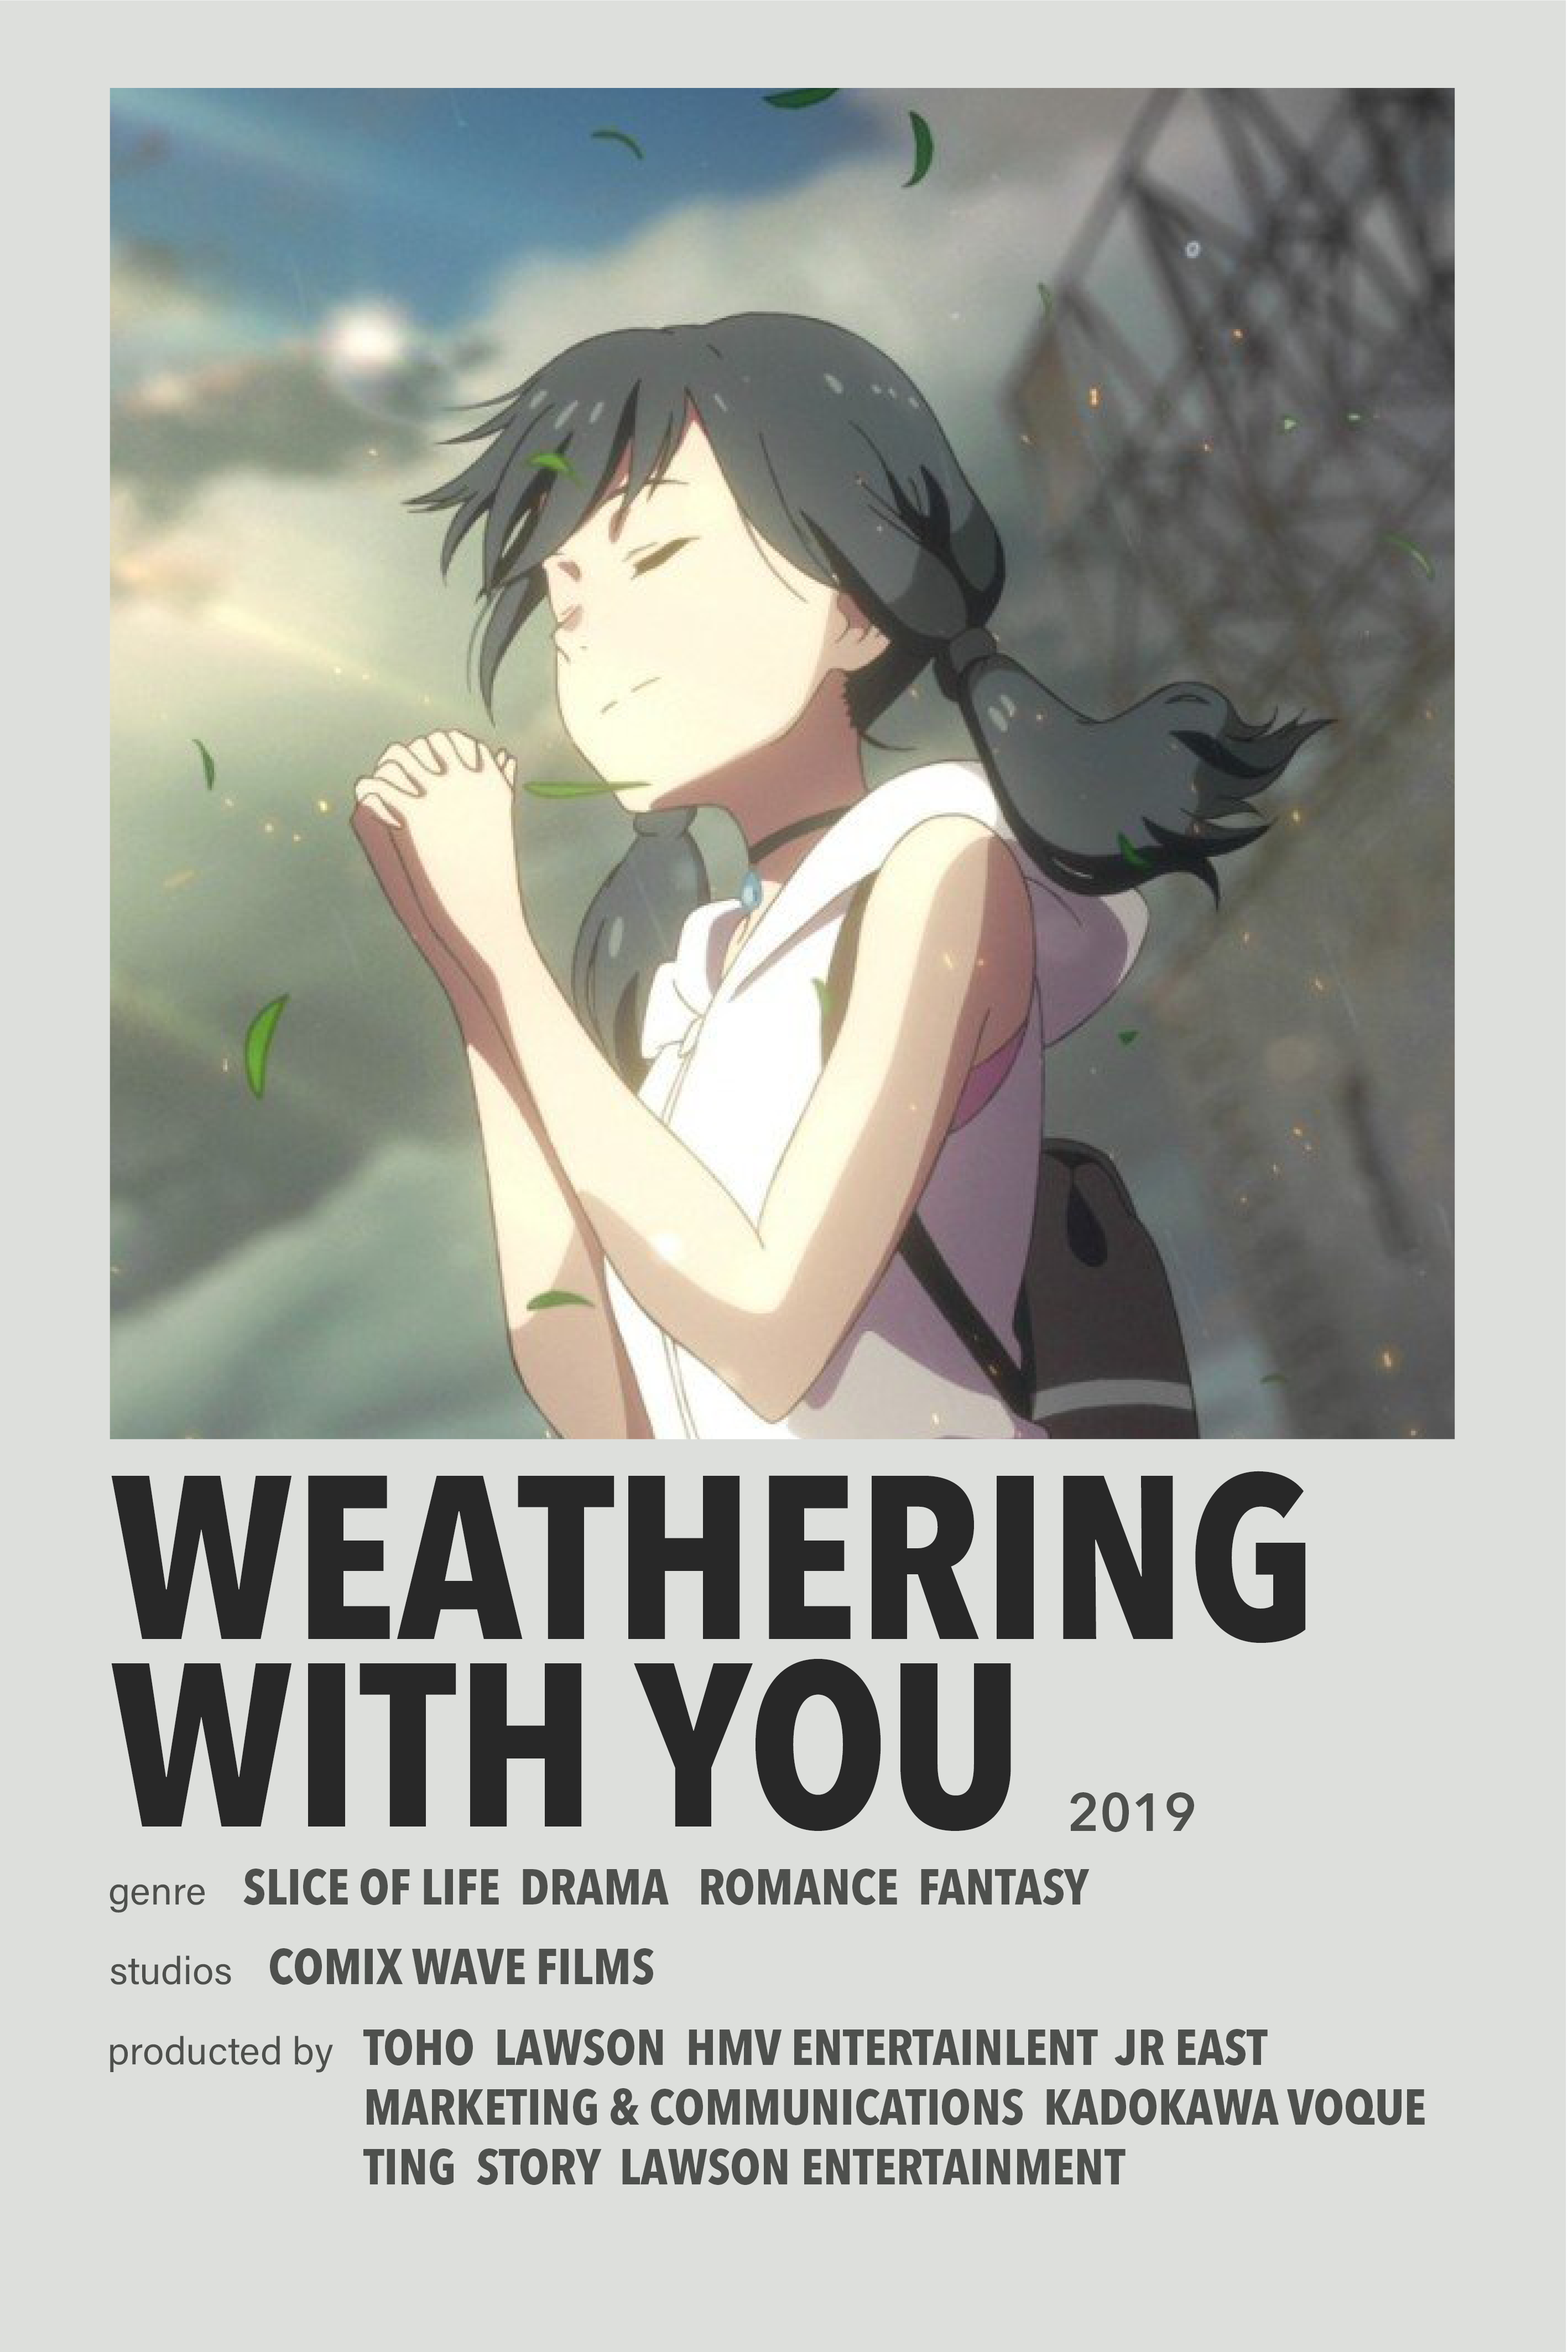 WEATHERING
WITH YOU 2019
genre SLICE OF LIFE DRAMA ROMANCE FANTASY
studios COMIX WAVE FILMS
producted by TOHO LAWSON HMV ENTERTAINLENT JR EAST
MARKETING & COMMUNICATIONS KADOKAWA VOQUE
TING STORY LAWSON ENTERTAINMENT